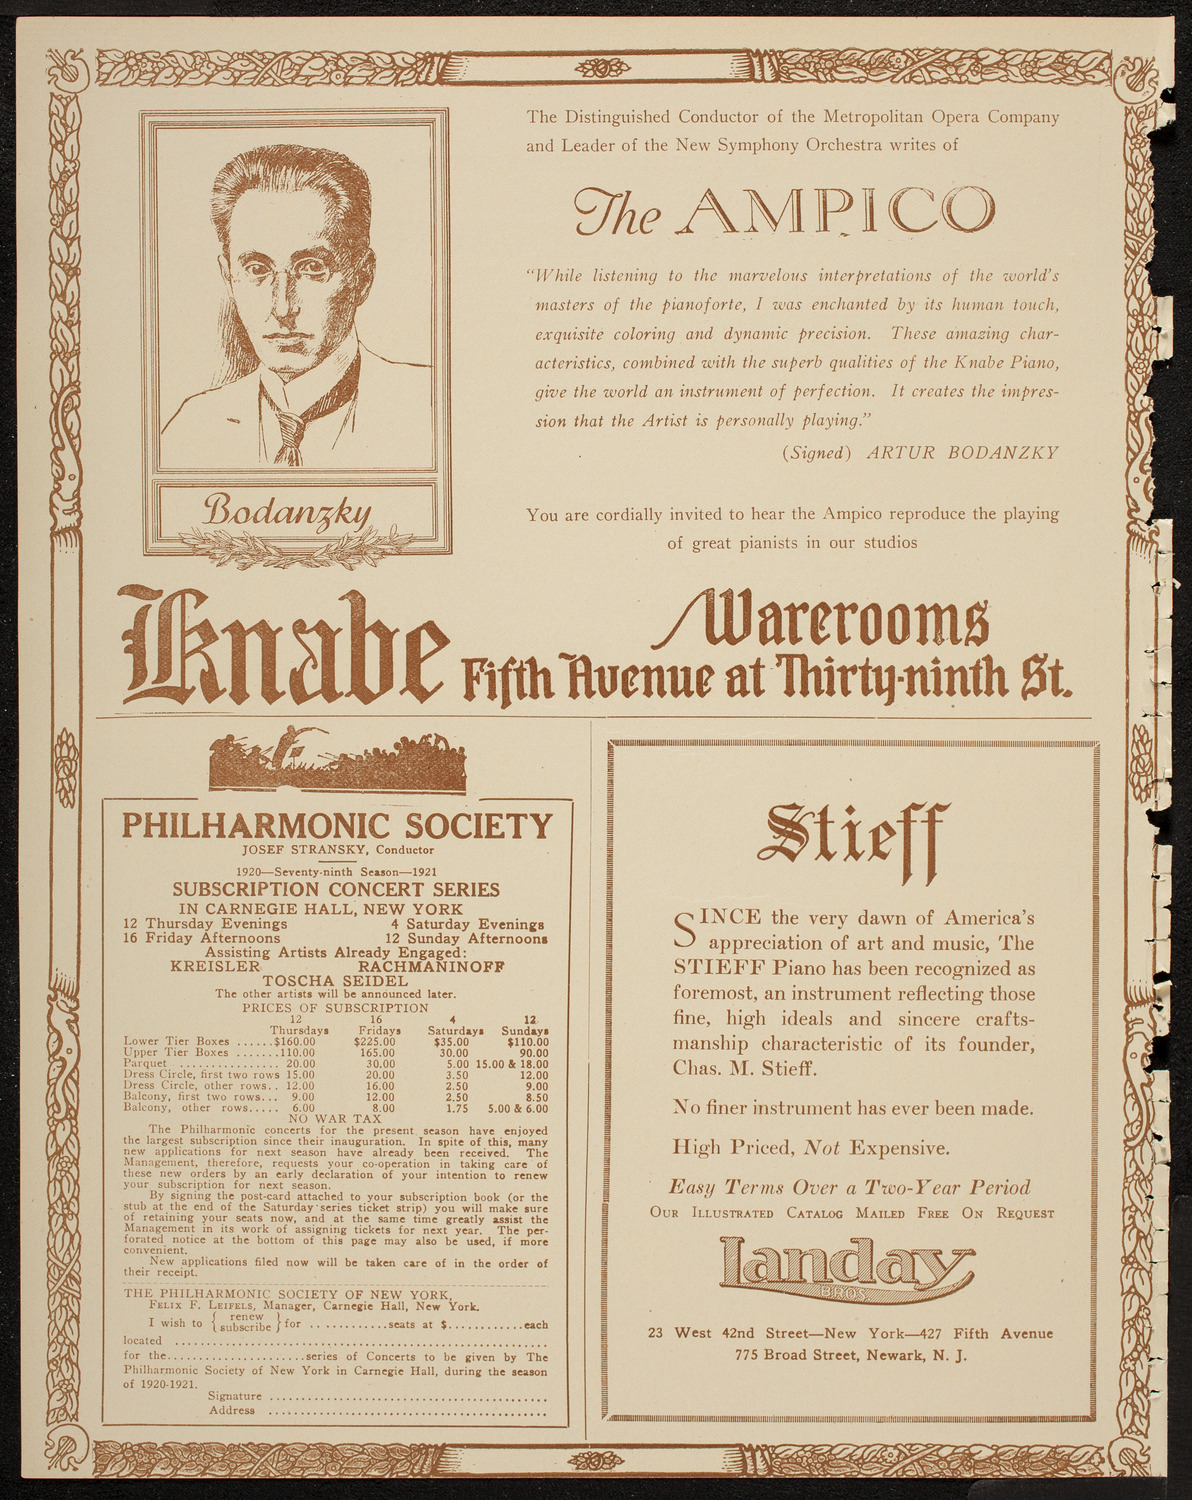 The Distinguished Conductor of the Metropolitan Opera Company
and Leader of the New Symphony Orchestra writes of
The AMPICO
"While listening to the marvelous interpretations of the world's
masters of the pianoforte, I was enchanted by its human touch,
exquisite coloring and dynamic precision. These amazing char-
acteristics, combined with the superb qualities of the Knabe Piano,
give the world an instrument of perfection. It creates the impres-
sion that the Artist is personally playing."
(Signed) ARTUR BODANZKY
Bodanzky
You are cordially invited to hear the Ampico reproduce the playing
of great pianists in our studios
Knabe Warerooms
Fifth Avenue at Thirty-ninth St.
PHILHARMONIC SOCIETY
JOSEF STRANSKY, Conductor
1920—Seventy-ninth Season—1921
SUBSCRIPTION CONCERT SERIES
IN CARNEGIE HALL, NEW YORK
12 Thursday Evenings 4 Saturday Evenings
16 Friday Afternoons 12 Sunday Afternoons
Assisting Artists Already Engaged:
KREISLER RACHMANINOFF
TOSCHA SEIDEL
The other artists will be announced later.
PRICES OF SUBSCRIPTION
12 16 4 12
Thursdays Fridays Saturdays Sundays
Lower Tier Boxes ......$160.00 $225.00 $35.00 $110.00
Upper Tier Boxes .......110.00 165.00 30.00 90.00
Parquet ................ 20.00 30.00 5.00 15.00 & 18.00
Dress Circle, first two rows 15.00 20.00 3.50 12.00
Dress Circle, other rows.. 12.00 16.00 2.50 9.00
Balcony, first two rows... 9.00 12.00 2.50 8.50
Balcony, other rows..... 6.00 8.00 1.75 5.00 & 6.00
NO WAR TAX
The Philharmonic concerts for the present season have enjoyed
the largest subscription since their inauguration. In spite of this, many
new applications for next season have already been received. The
Management, therefore, requests your co-operation in taking care of
these new orders by an early declaration of your intention to renew
your subscription for next season.
By signing the post-card attached to your subscription book (or the
stub at the end of the Saturday series ticket strip) you will make sure
of retaining your seats now, and at the same time greatly assist the
Management in its work of assigning tickets for next year. The per-
forated notice at the bottom of this page may also be used, if more
convenient.
New applications filed now will be taken care of in the order of
their receipt.
THE PHILHARMONIC SOCIETY OF NEW YORK,
FELIX F. LEIFELS, Manager, Carnegie Hall, New York.
I wish to { renew
subscribe } for ............seats at $............each
located ......................................................
for the......................series of Concerts to be given by The
Philharmonic Society of New York in Carnegie Hall, during the season
of 1920-1921.
Signature ............................................
Address ............................................
Stieff
SINCE the very dawn of America's
appreciation of art and music, The
STIEFF Piano has been recognized as
foremost, an instrument reflecting those
fine, high ideals and sincere crafts-
manship characteristic of its founder,
Chas. M. Stieff.
No finer instrument has ever been made.
High Priced, Not Expensive.
Easy Terms Over a Two-Year Period
OUR ILLUSTRATED CATALOG MAILED FREE ON REQUEST
Landay
BROS.
23 West 42nd Street—New York—427 Fifth Avenue
775 Broad Street, Newark, N. J.